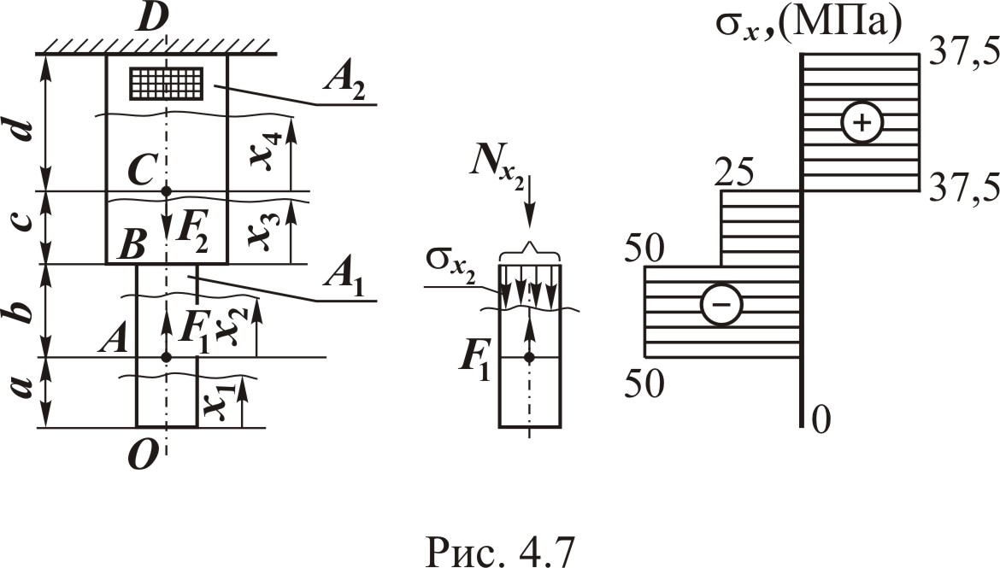 D
σx, (МПа)
A2
37,5
+
d
x4
C
37,5
Nx2
25
c
F2
x3
B
50
σx2
A1
b
F1
x2
−
A
F1
50
a
x1
0
O
Рис. 4.7